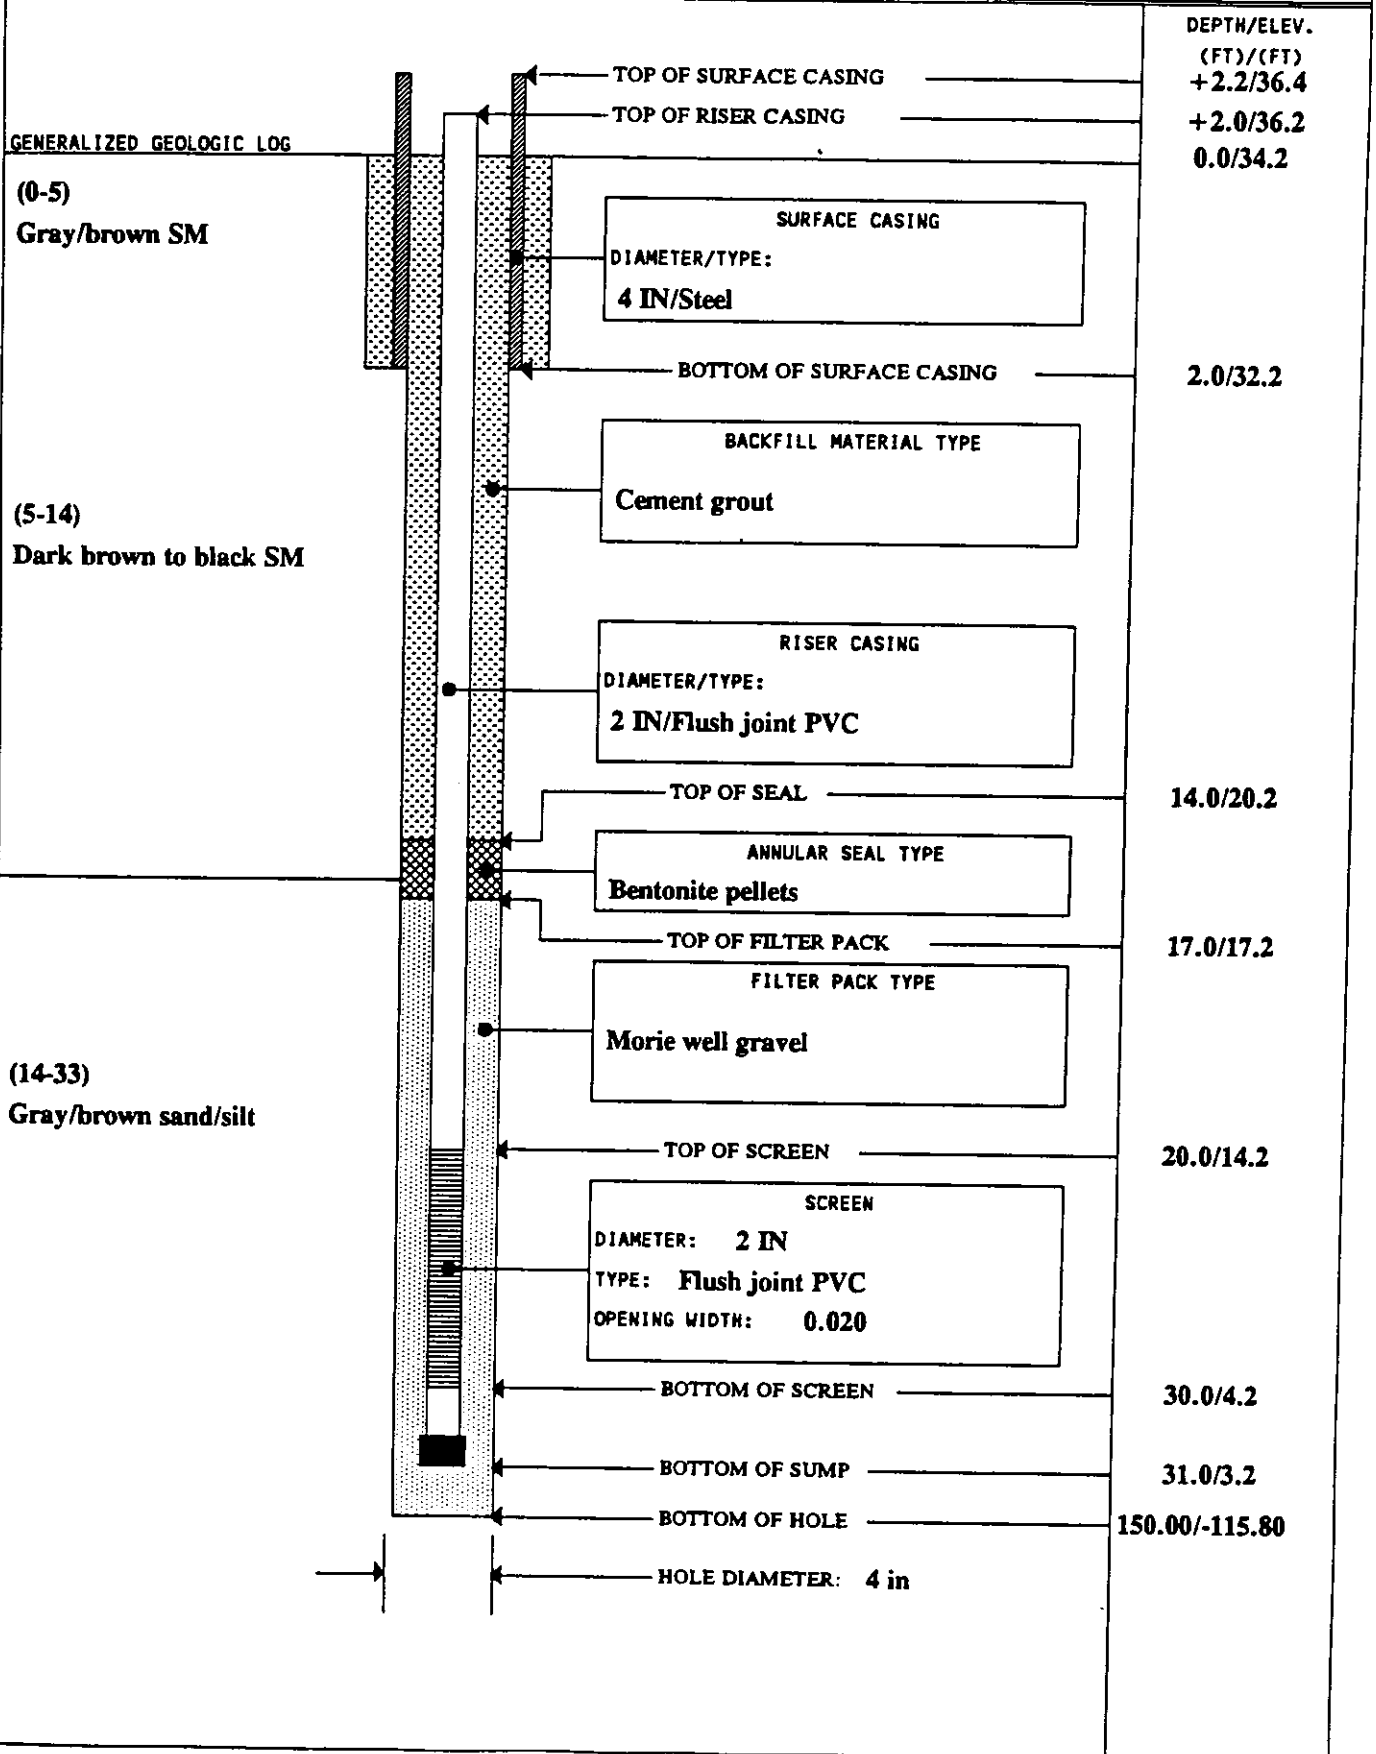 DEPTH/ELEV.
(FT)/(FT)
TOP OF SURFACE CASING +2.2/36.4
TOP OF RISER CASING +2.0/36.2
GENERALIZED GEOLOGIC LOG 0.0/34.2
(0-5)
Gray/brown SM
SURFACE CASING
DIAMETER/TYPE:
4 IN/Steel
BOTTOM OF SURFACE CASING 2.0/32.2
BACKFILL MATERIAL TYPE
Cement grout
(5-14)
Dark brown to black SM
RISER CASING
DIAMETER/TYPE:
2 IN/Flush joint PVC
TOP OF SEAL 14.0/20.2
ANNULAR SEAL TYPE
Bentonite pellets
TOP OF FILTER PACK 17.0/17.2
FILTER PACK TYPE
Morie well gravel
(14-33)
Gray/brown sand/silt
TOP OF SCREEN 20.0/14.2
SCREEN
DIAMETER: 2 IN
TYPE: Flush joint PVC
OPENING WIDTH: 0.020
BOTTOM OF SCREEN 30.0/4.2
BOTTOM OF SUMP 31.0/3.2
BOTTOM OF HOLE 150.00/-115.80
HOLE DIAMETER: 4 in